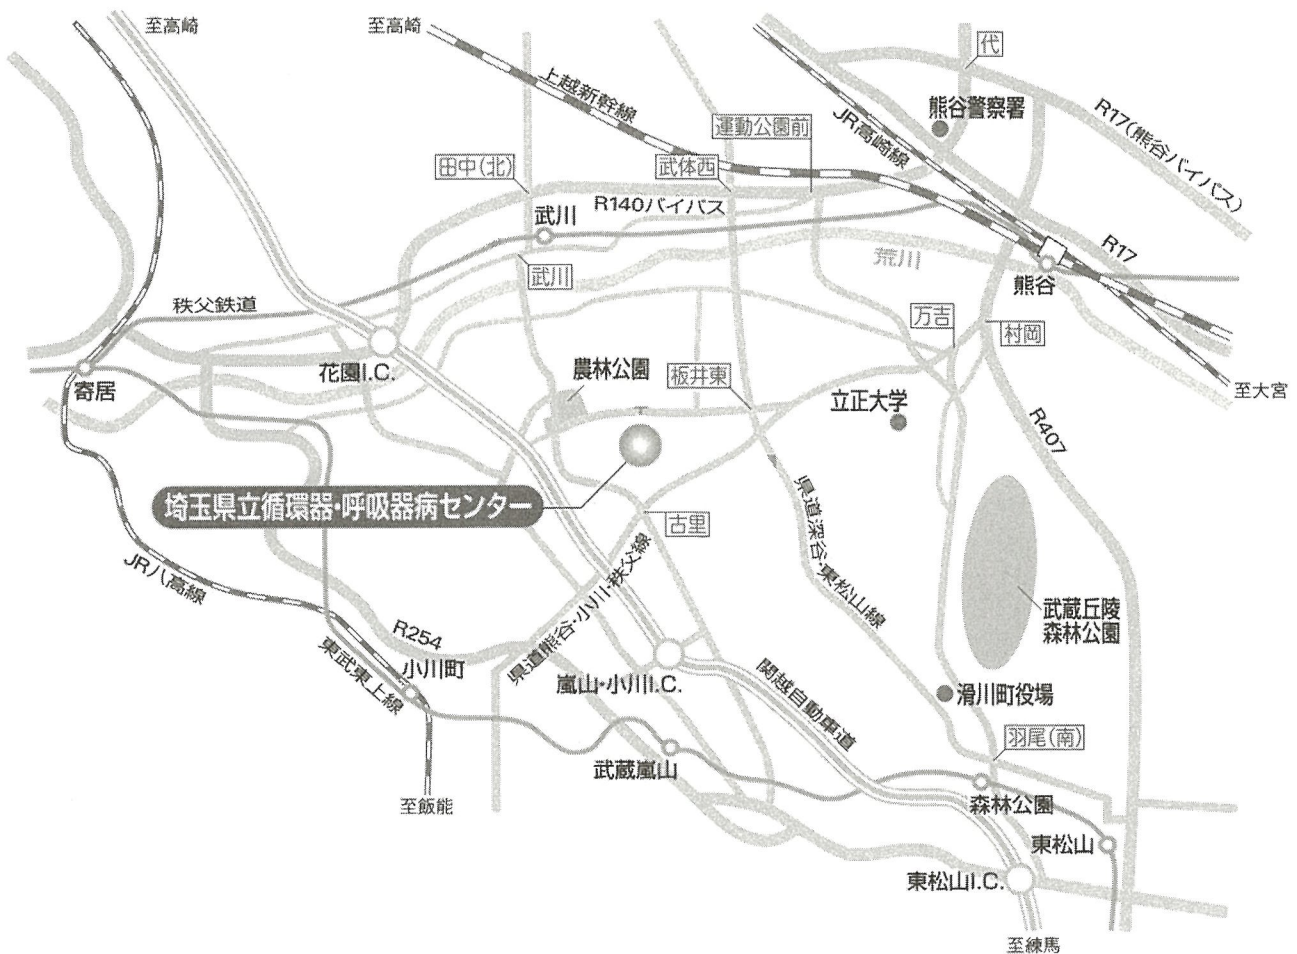 至高崎
至高崎
代
上越新幹線
熊谷警察署
R17(熊谷バイパス)
運動公園前
JR高崎線
田中(北)
武体西
R140バイパス
武川
R17
荒川
武川
熊谷
秩父鉄道
万吉
村岡
花園I.C.
農林公園
板井東
寄居
立正大学
至大宮
R407
埼玉県立循環器・呼吸器病センター
県道深谷・東松山線
古里
県道熊谷・小川・秩父線
JR八高線
武蔵丘陵
森林公園
R254
東武東上線
小川町
嵐山・小川I.C.
関越自動車道
滑川町役場
羽尾(南)
武蔵嵐山
至飯能
森林公園
東松山
東松山I.C.
至練馬